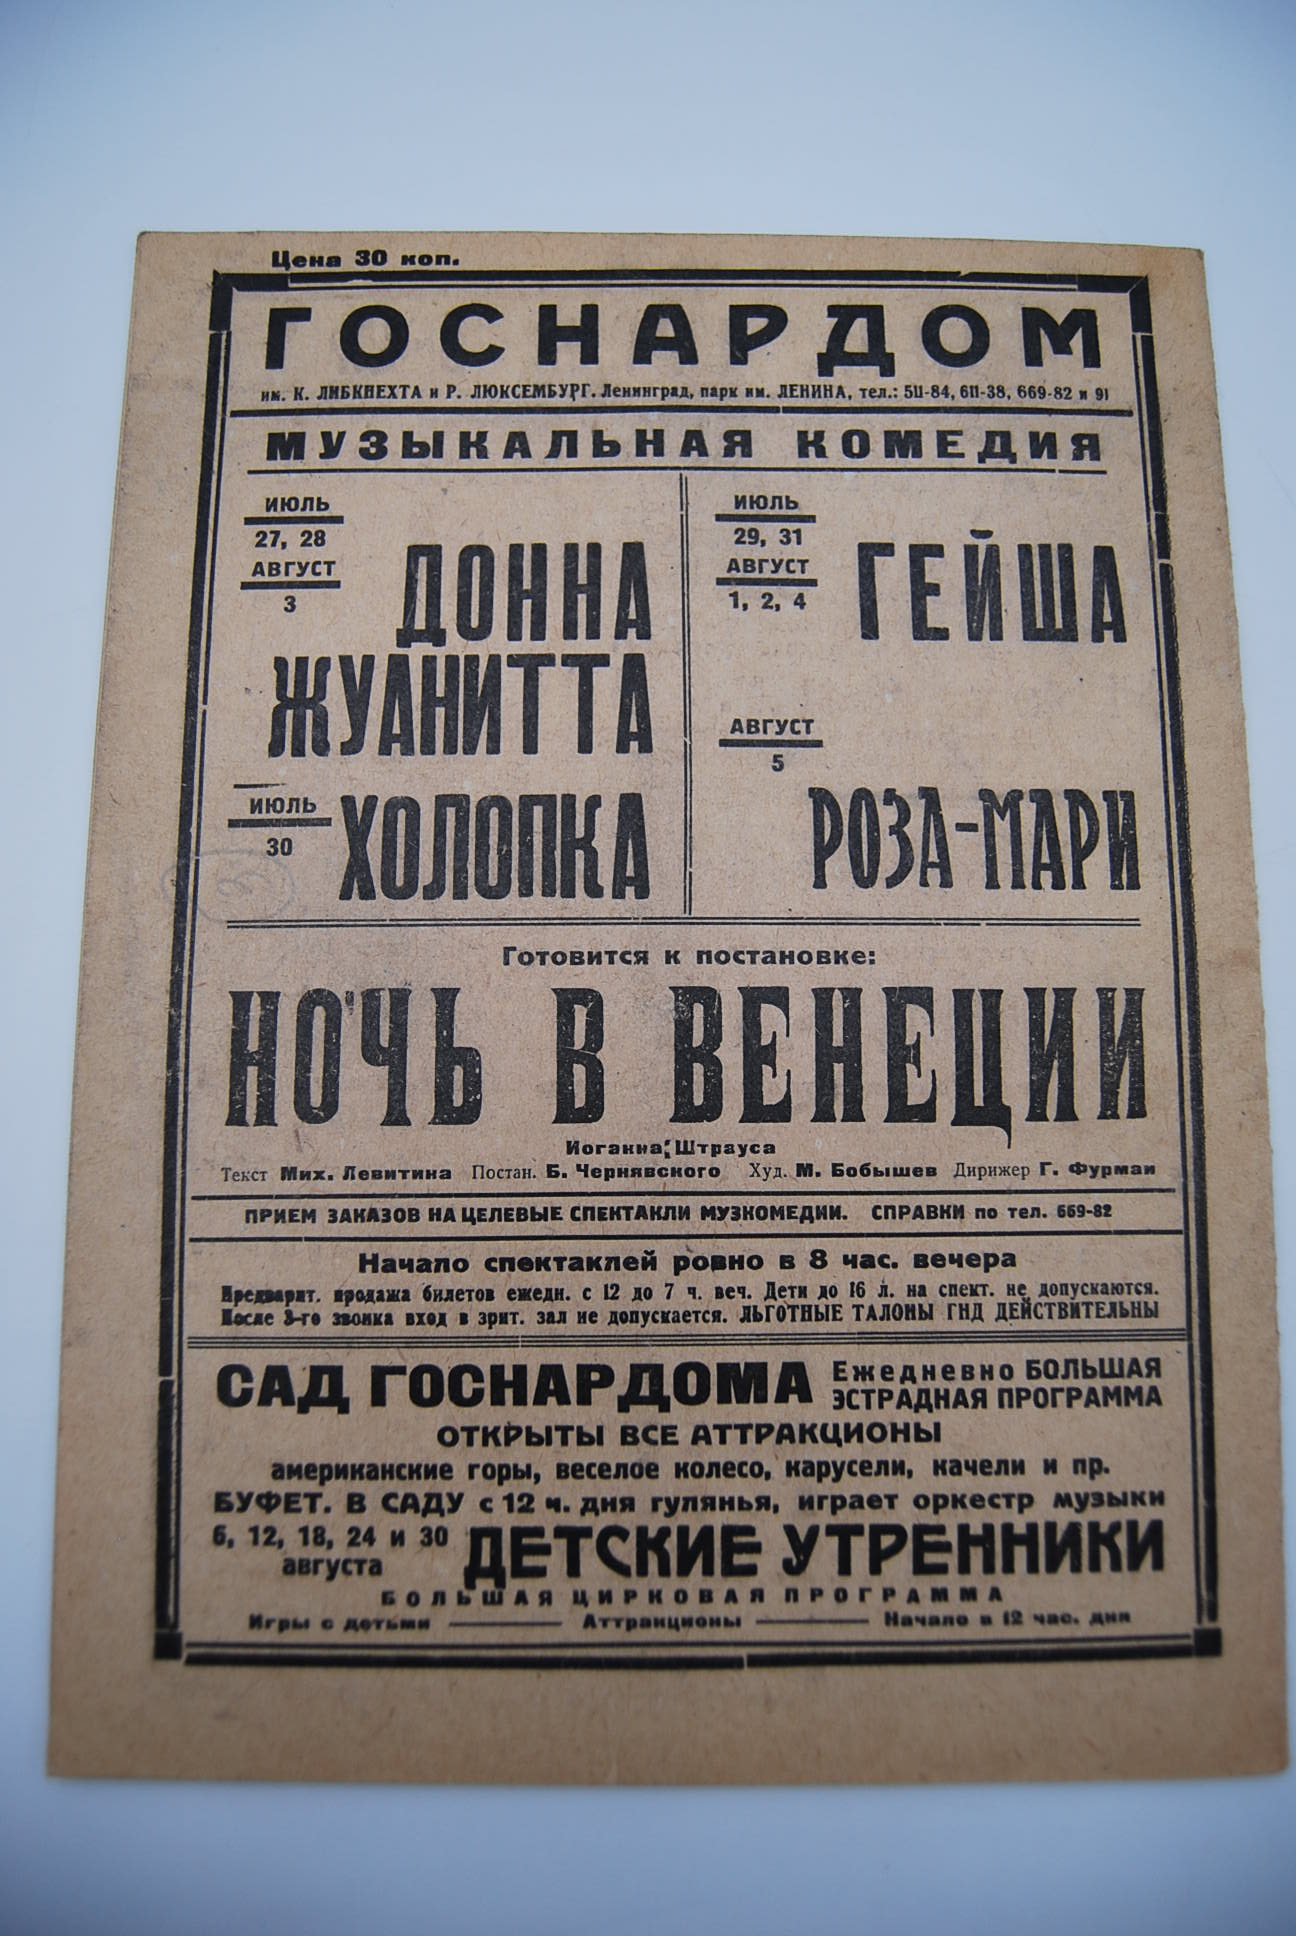 Цена 30 коп.
ГОСНАРДОМ
им. К. ЛИБКНЕХТА и Р. ЛЮКСЕМБУРГ. Ленинград, парк им. ЛЕНИНА, тел.: 511-84, 611-38, 669-82 и 91
МУЗЫКАЛЬНАЯ КОМЕДИЯ
ИЮЛЬ
27, 28
АВГУСТ
3
ДОННА
ЖУАНИТТА
ИЮЛЬ
30
ХОЛОПКА
ИЮЛЬ
29, 31
АВГУСТ
1, 2, 4
ГЕЙША
АВГУСТ
5
РОЗА-МАРИ
Готовится к постановке:
НОЧЬ В ВЕНЕЦИИ
Иоганна Штрауса
Текст Мих. Левитина Постан. Б. Чернявского Худ. М. Бобышев Дирижер Г. Фурман
ПРИЕМ ЗАКАЗОВ НА ЦЕЛЕВЫЕ СПЕКТАКЛИ МУЗКОМЕДИИ. СПРАВКИ по тел. 669-82
Начало спектаклей ровно в 8 час. вечера
Предварит. продажа билетов ежедн. с 12 до 7 ч. веч. Дети до 16 л. на спект. не допускаются.
После 3-го звонка вход в зрит. зал не допускается. ЛЬГОТНЫЕ ТАЛОНЫ ГНД ДЕЙСТВИТЕЛЬНЫ
САД ГОСНАРДОМА Ежедневно БОЛЬШАЯ
ЭСТРАДНАЯ ПРОГРАММА
ОТКРЫТЫ ВСЕ АТТРАКЦИОНЫ
американские горы, веселое колесо, карусели, качели и пр.
БУФЕТ. В САДУ с 12 ч. дня гулянья, играет оркестр музыки
6, 12, 18, 24 и 30
августа
ДЕТСКИЕ УТРЕННИКИ
БОЛЬШАЯ ЦИРКОВАЯ ПРОГРАММА
Игры с детьми — Аттракционы — Начало в 12 час. дня